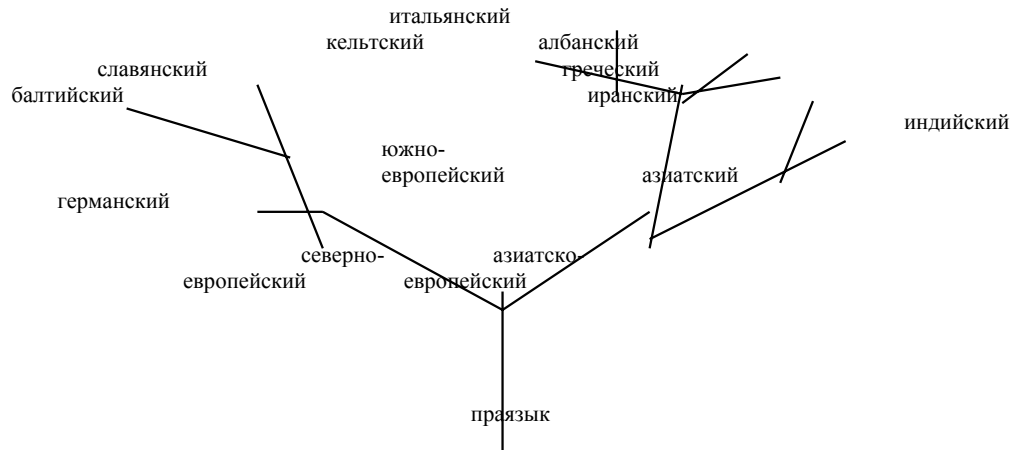 итальянский
кельтский албанский
славянский греческий
балтийский иранский
индийский
южно-
европейский азиатский
германский
северно- азиатско-
европейский европейский
праязык